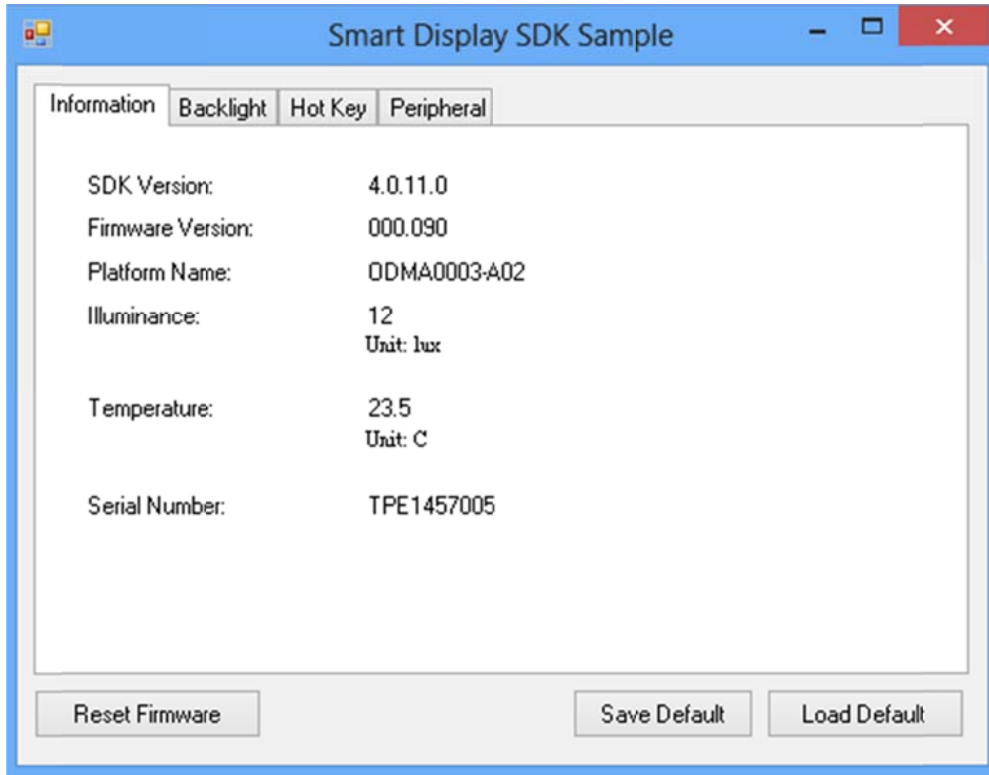 Smart Display SDK Sample
Information Backlight Hot Key Peripheral
SDK Version: 4.0.11.0
Firmware Version: 000.090
Platform Name: ODMA0003-A02
Illuminance: 12
Unit: lux
Temperature: 23.5
Unit: C
Serial Number: TPE1457005
Reset Firmware Save Default Load Default